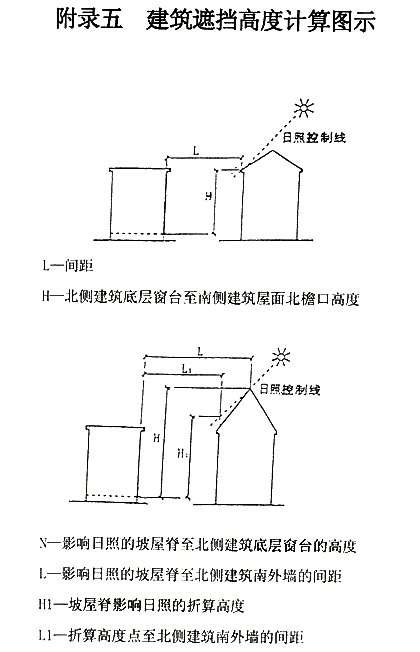 附录五 建筑遮挡高度计算图示
日照控制线
L
H
L—间距
H—北侧建筑底层窗台至南侧建筑屋面北檐口高度
L
L₁
日照控制线
H
H₁
N—影响日照的坡屋脊至北侧建筑底层窗台的高度
L—影响日照的坡屋脊至北侧建筑南外墙的间距
H1—坡屋脊影响日照的折算高度
L1—折算高度点至北侧建筑南外墙的间距